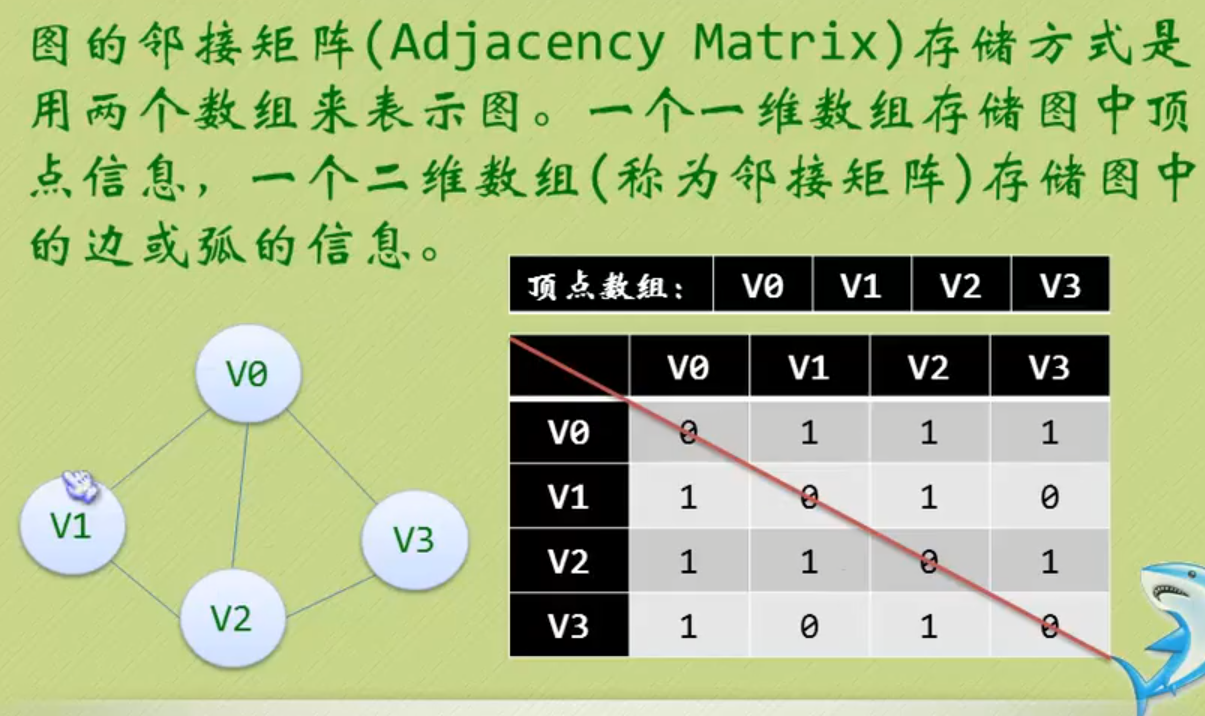 图的邻接矩阵(Adjacency Matrix)存储方式是
用两个数组来表示图。一个一维数组存储图中顶
点信息，一个二维数组(称为邻接矩阵)存储图中
的边或弧的信息。
顶点数组: V0 V1 V2 V3
V0 V1 V2 V3
V0 0 1 1 1
V1 1 0 1 0
V2 1 1 0 1
V3 1 0 1 0
V0
V1
V3
V2